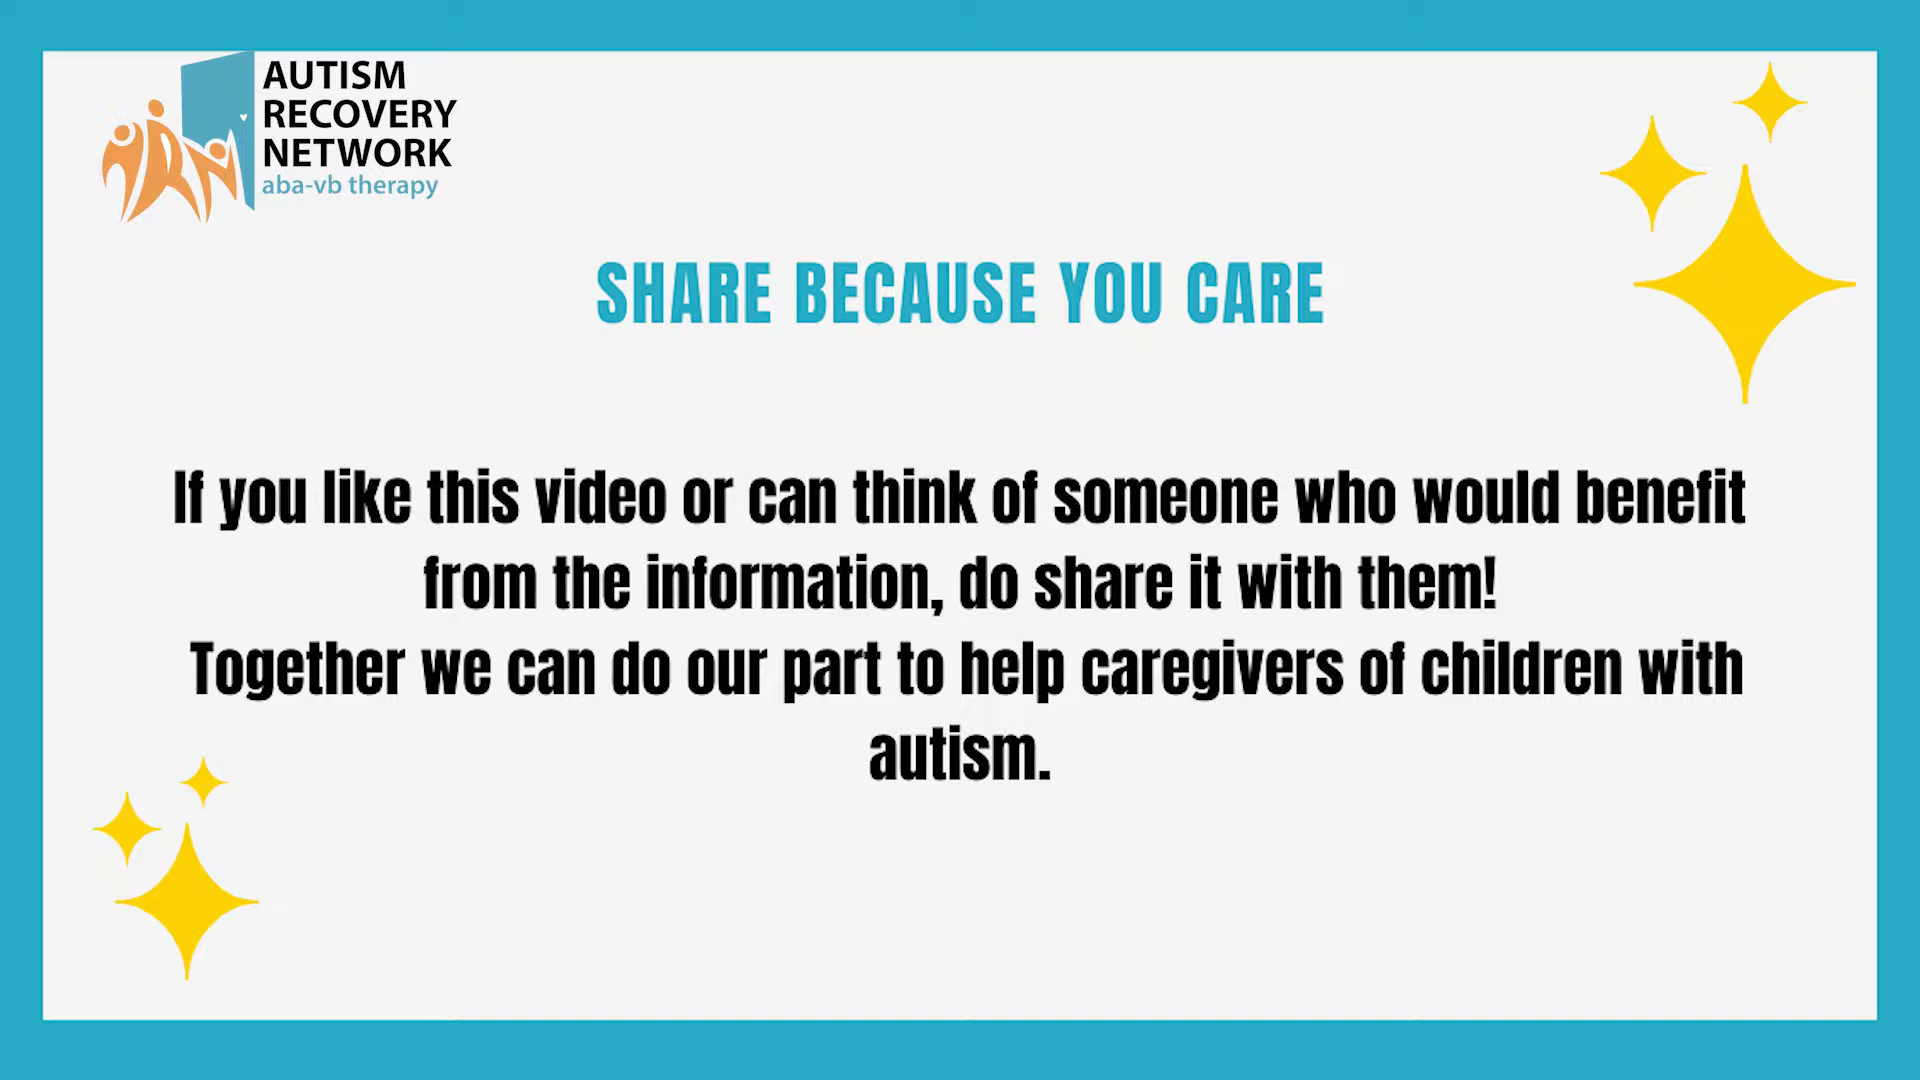 AUTISM
RECOVERY
NETWORK
aba-vb therapy
SHARE BECAUSE YOU CARE
If you like this video or can think of someone who would benefit
from the information, do share it with them!
Together we can do our part to help caregivers of children with
autism.